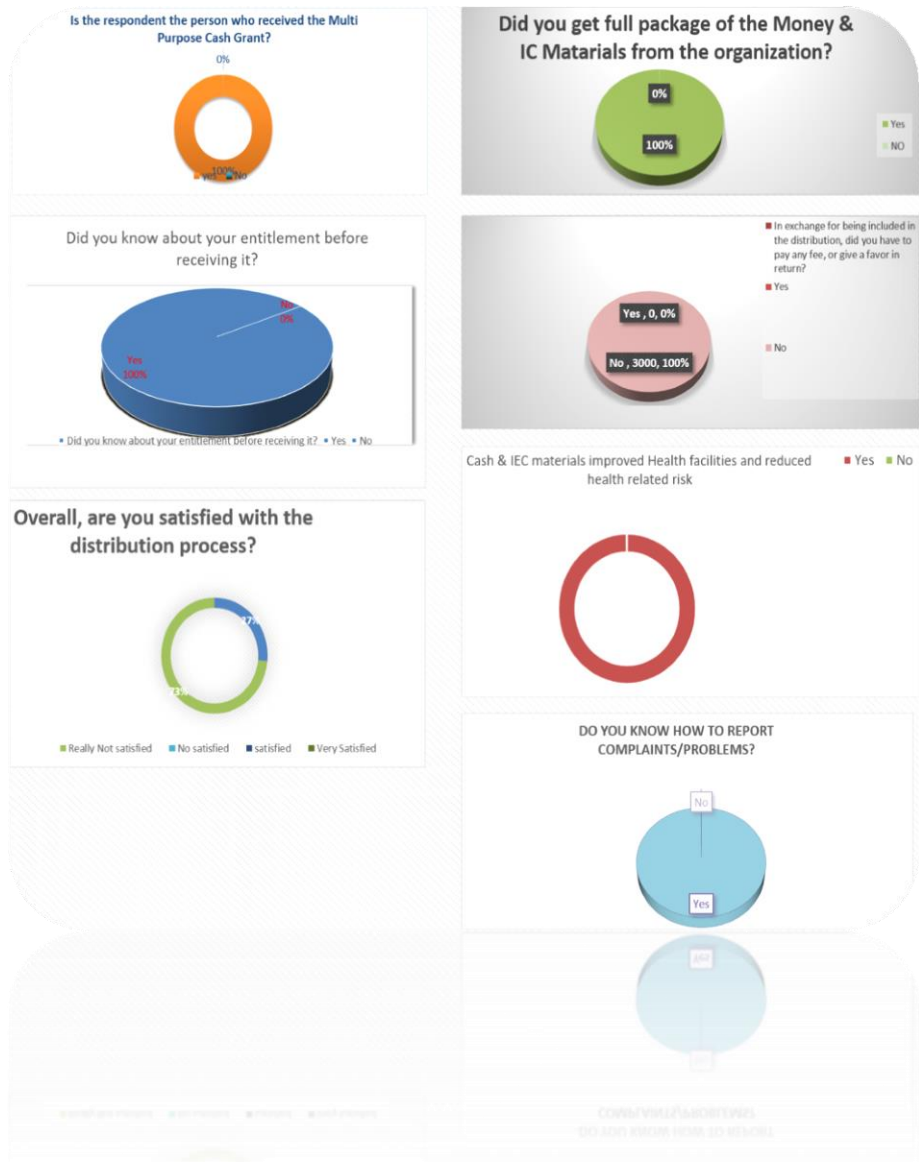 Is the respondent the person who received the Multi
Purpose Cash Grant?
0%
100%
yes No
Did you know about your entitlement before
receiving it?
No
0%
Yes
100%
Did you know about your entitlement before receiving it? Yes No
Overall, are you satisfied with the
distribution process?
27%
73%
Really Not satisfied No satisfied satisfied Very Satisfied
Did you get full package of the Money &
IC Matarials from the organization?
0%
100%
Yes
NO
In exchange for being included in
the distribution, did you have to
pay any fee, or give a favor in
return?
Yes
No
Yes , 0, 0%
No , 3000, 100%
Cash & IEC materials improved Health facilities and reduced
health related risk
Yes No
DO YOU KNOW HOW TO REPORT
COMPLAINTS/PROBLEMS?
No
Yes